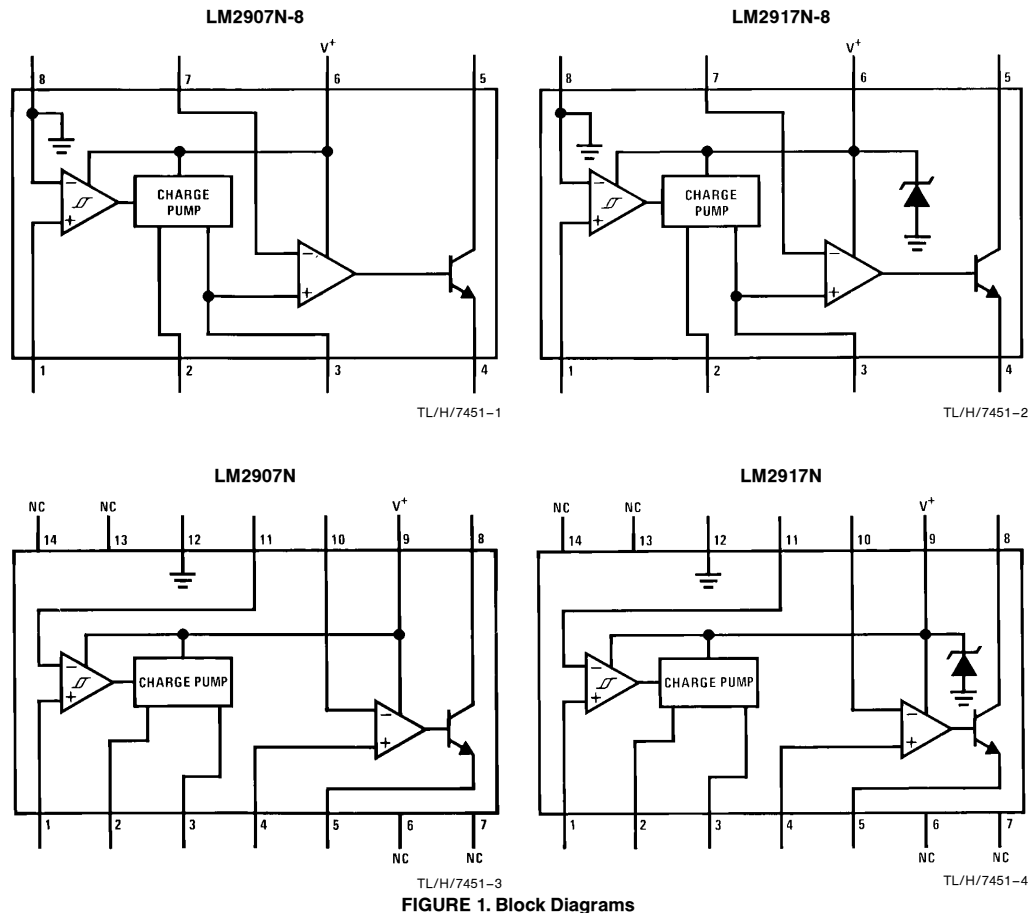 LM2907N-8
LM2917N-8
V+
V+
8
7
6
5
8
7
6
5
−
+
CHARGE
PUMP
−
+
−
+
CHARGE
PUMP
−
+
1
2
3
4
1
2
3
4
TL/H/7451–1
TL/H/7451–2
LM2907N
LM2917N
NC
NC
V+
NC
NC
V+
14
13
12
11
10
9
8
14
13
12
11
10
9
8
−
+
CHARGE PUMP
−
+
−
+
CHARGE PUMP
−
+
1
2
3
4
5
6
7
1
2
3
4
5
6
7
NC
NC
NC
NC
TL/H/7451–3
TL/H/7451–4
FIGURE 1. Block Diagrams